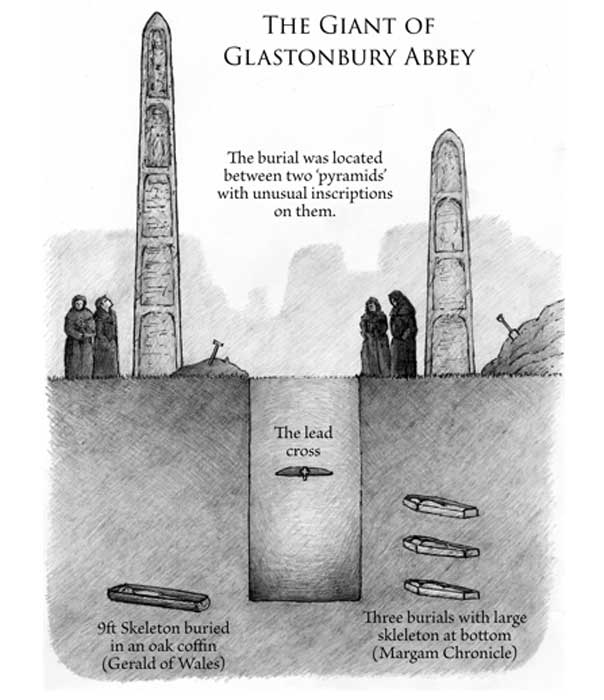 The Giant of
Glastonbury Abbey
The burial was located
between two ‘pyramids’
with unusual inscriptions
on them.
The lead
cross
9ft Skeleton buried
in an oak coffin
(Gerald of Wales)
Three burials with large
skleleton at bottom
(Margam Chronicle)